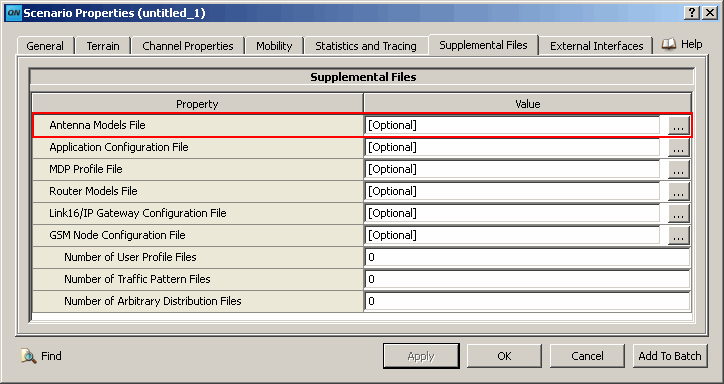 QN Scenario Properties (untitled_1) ? X
General Terrain Channel Properties Mobility Statistics and Tracing Supplemental Files External Interfaces Help
Supplemental Files
Property Value
Antenna Models File [Optional] ...
Application Configuration File [Optional] ...
MDP Profile File [Optional] ...
Router Models File [Optional] ...
Link16/IP Gateway Configuration File [Optional] ...
GSM Node Configuration File [Optional] ...
Number of User Profile Files 0
Number of Traffic Pattern Files 0
Number of Arbitrary Distribution Files 0
Find Apply OK Cancel Add To Batch